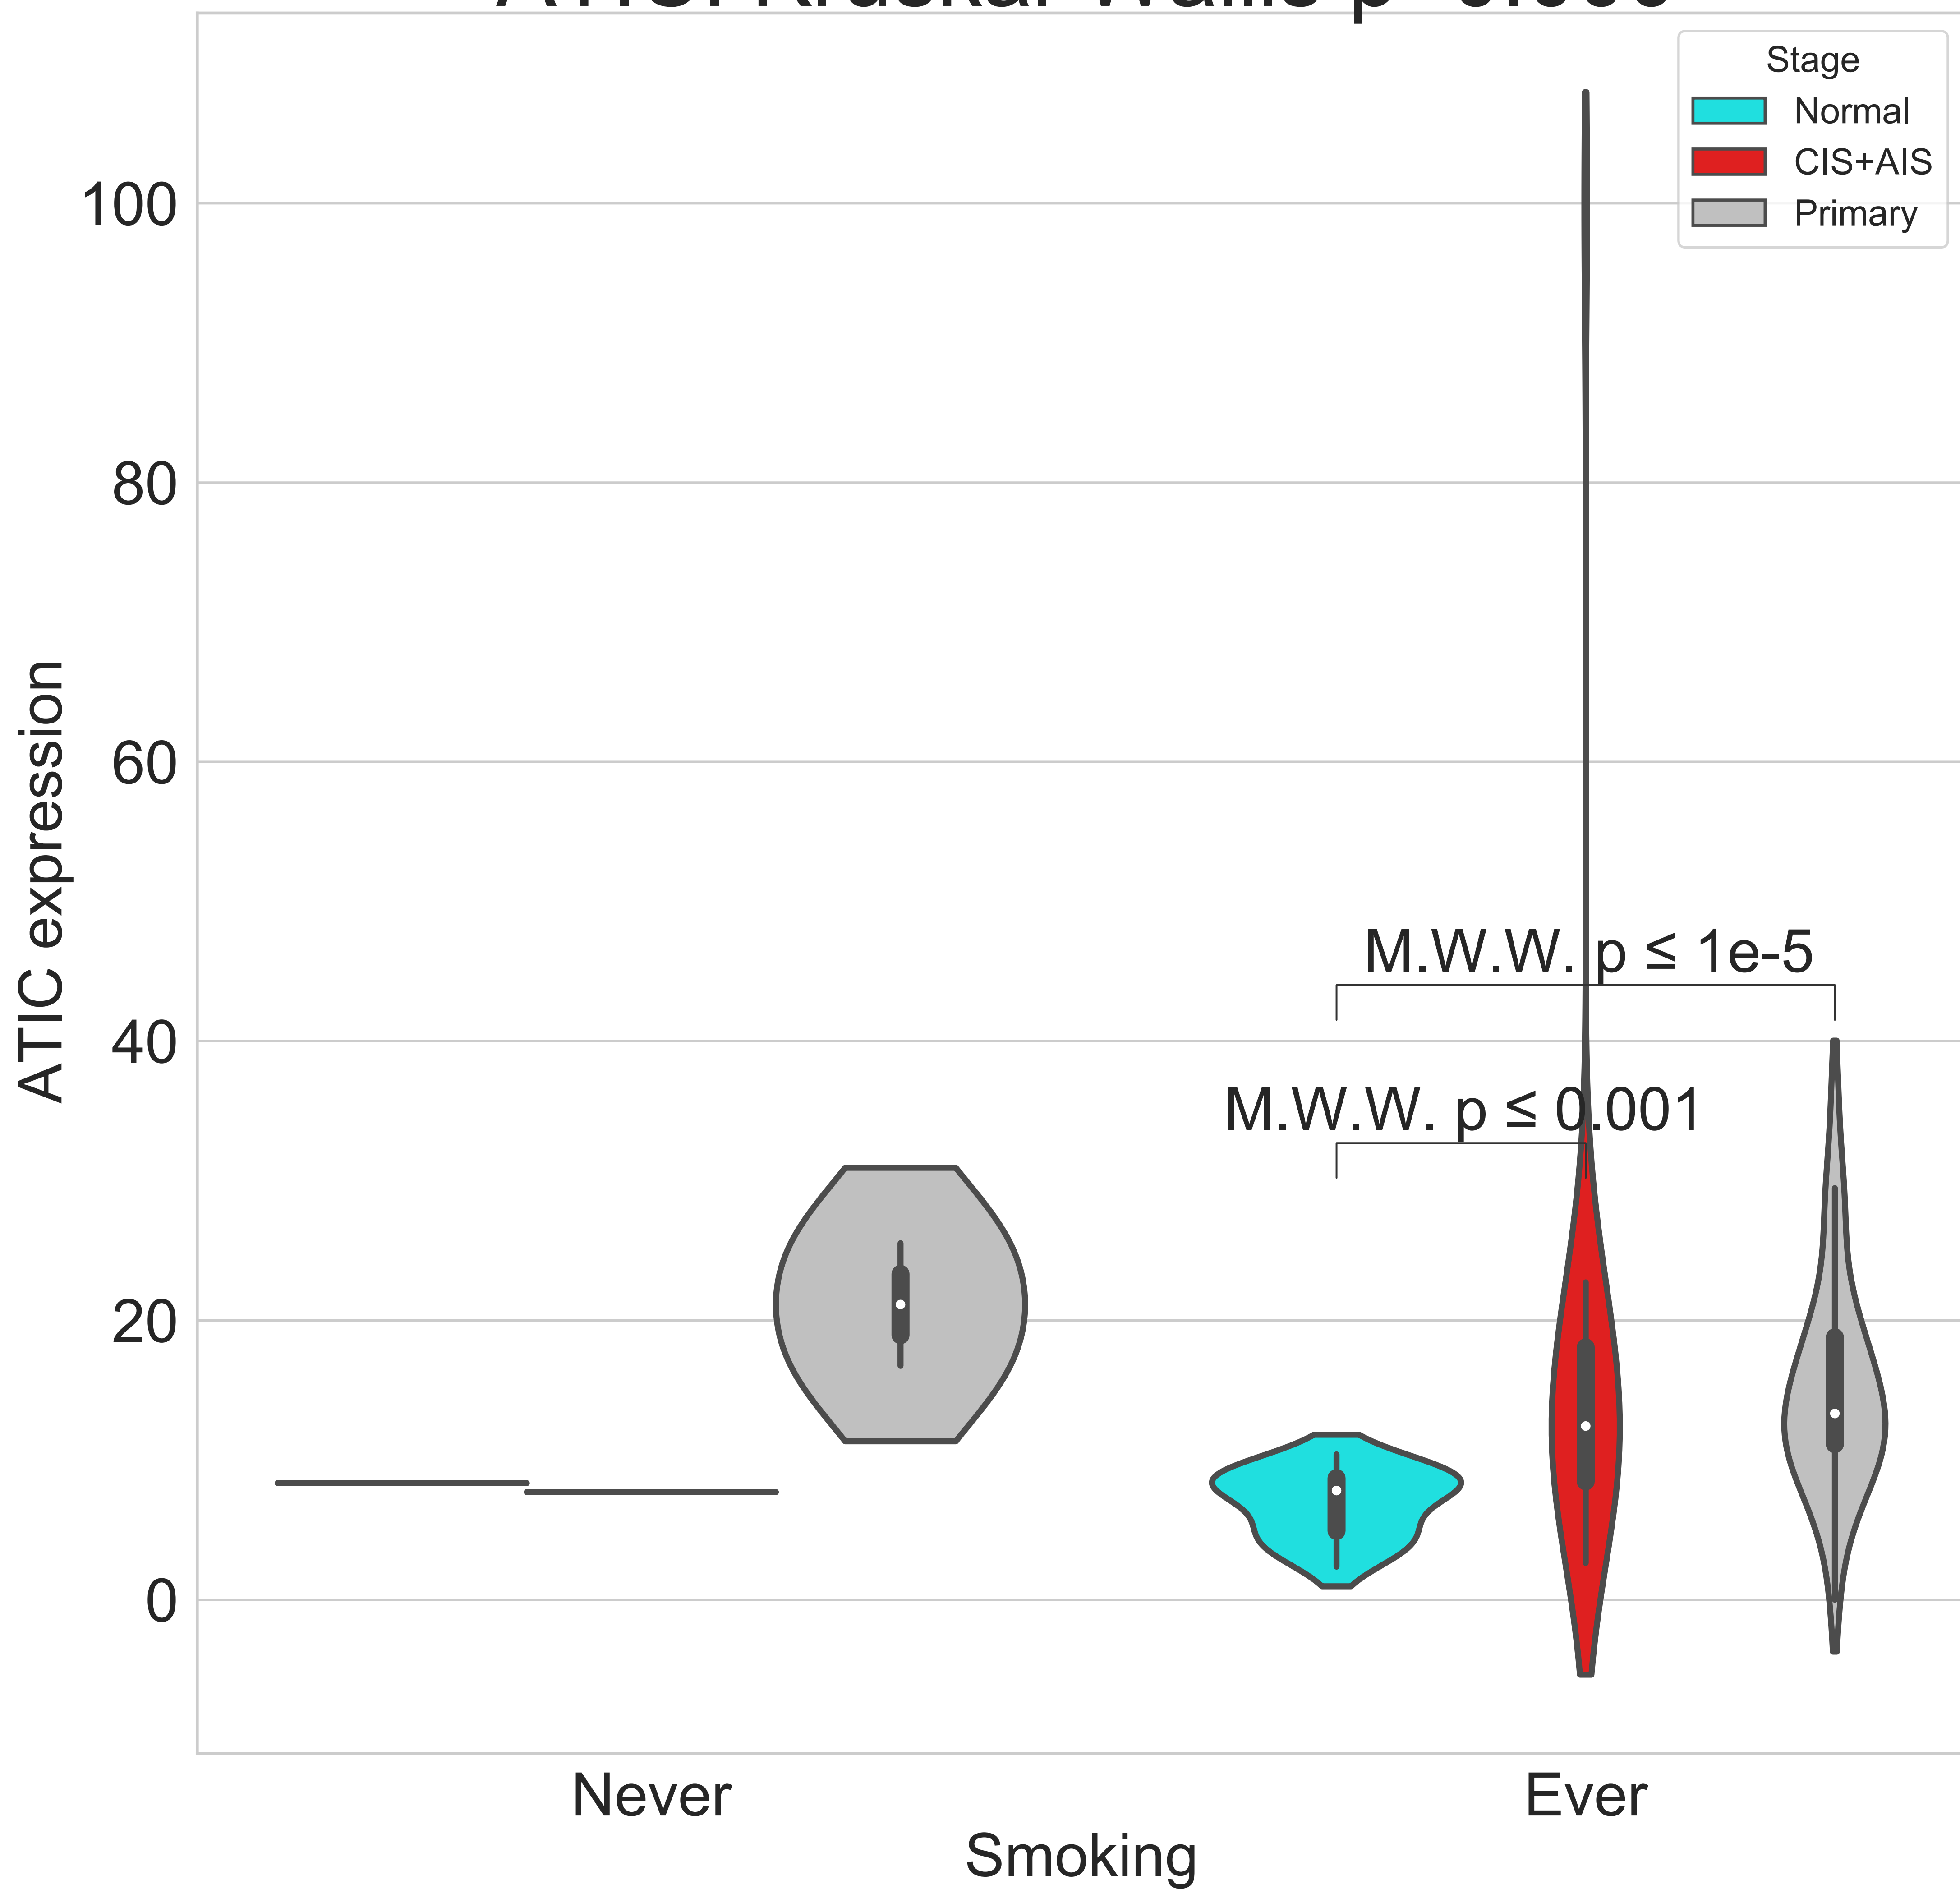 Stage
Normal
CIS+AIS
Primary
100
80
60
40
20
0
ATIC expression
M.W.W. p ≤ 1e-5
M.W.W. p ≤ 0.001
Never
Ever
Smoking